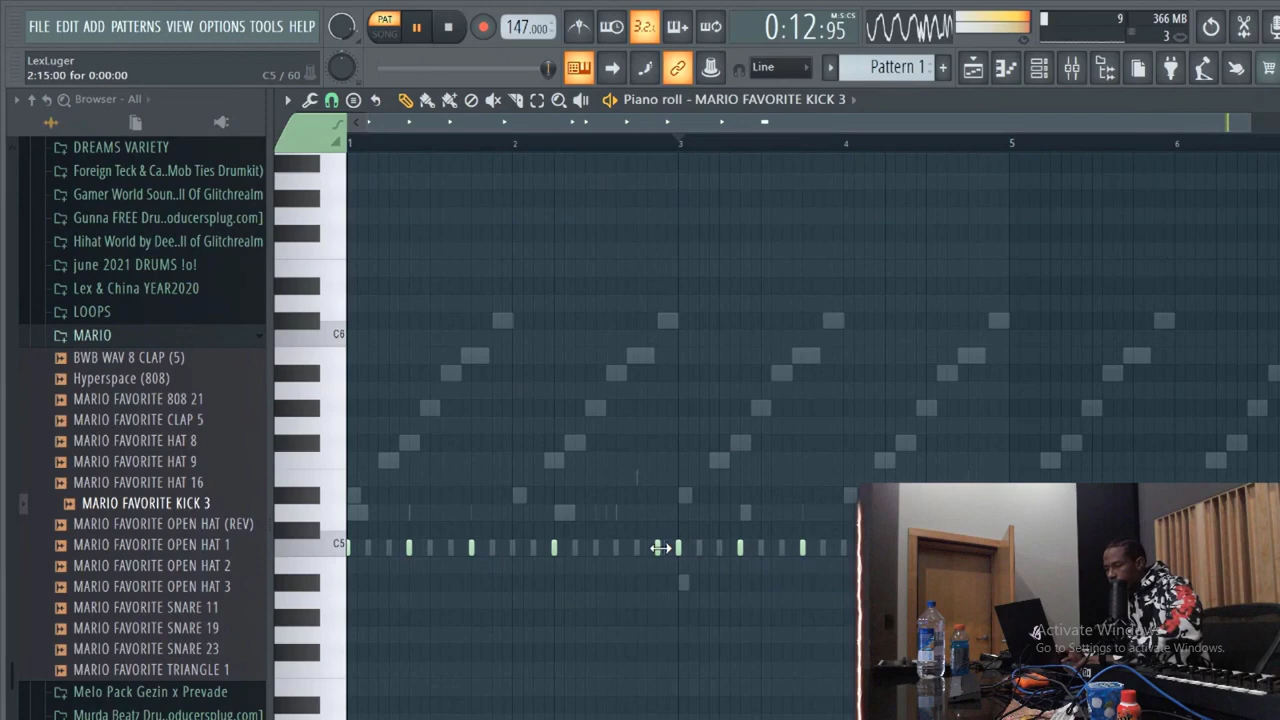 FILE EDIT ADD PATTERNS VIEW OPTIONS TOOLS HELP
PAT
SONG
147.000
3.2.
0:12:95
M:S:CS
9
366 MB
3
LexLuger
2:15:00 for 0:00:00
C5 / 60
Line
Pattern 1
Browser - All
Piano roll - MARIO FAVORITE KICK 3
1 2 3 4 5 6
DREAMS VARIETY
Foreign Teck & Ca..Mob Ties Drumkit)
Gamer World Soun..ll Of Glitchrealm
Gunna FREE Dru..oducersplug.com]
Hihat World by Dee..ll of Glitchrealm
june 2021 DRUMS !o!
Lex & China YEAR2020
LOOPS
MARIO
BWB WAV 8 CLAP (5)
Hyperspace (808)
MARIO FAVORITE 808 21
MARIO FAVORITE CLAP 5
MARIO FAVORITE HAT 8
MARIO FAVORITE HAT 9
MARIO FAVORITE HAT 16
MARIO FAVORITE KICK 3
MARIO FAVORITE OPEN HAT (REV)
MARIO FAVORITE OPEN HAT 1
MARIO FAVORITE OPEN HAT 2
MARIO FAVORITE OPEN HAT 3
MARIO FAVORITE SNARE 11
MARIO FAVORITE SNARE 19
MARIO FAVORITE SNARE 23
MARIO FAVORITE TRIANGLE 1
Melo Pack Gezin x Prevade
Murda Beatz Dru..oducersplug.com]
C6
C5
Activate Windows
Go to Settings to activate Windows.